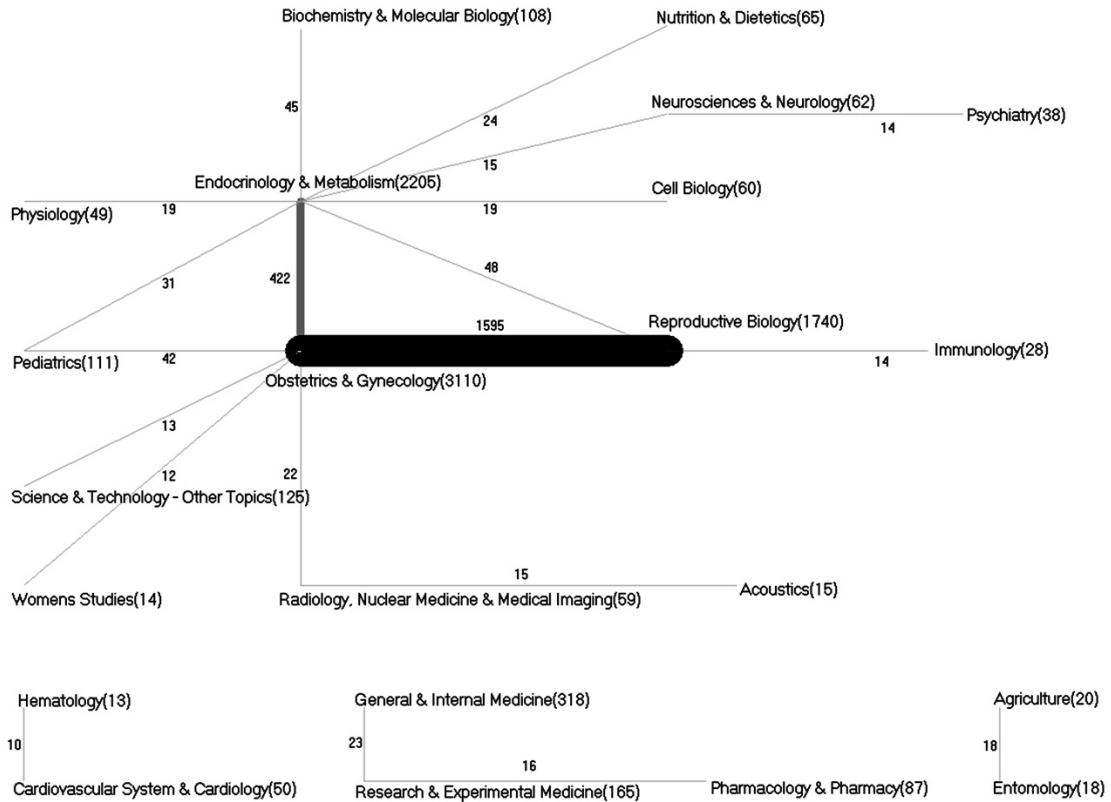 Biochemistry & Molecular Biology(108)
Nutrition & Dietetics(65)
45
24
Neurosciences & Neurology(62)
14
Psychiatry(38)
15
Endocrinology & Metabolism(2205)
Cell Biology(60)
Physiology(49)
19
19
31
422
48
1595
Reproductive Biology(1740)
Pediatrics(111)
42
14
Immunology(28)
Obstetrics & Gynecology(3110)
13
12
22
Science & Technology - Other Topics(125)
15
Womens Studies(14)
Radiology, Nuclear Medicine & Medical Imaging(59)
Acoustics(15)
Hematology(13)
General & Internal Medicine(318)
Agriculture(20)
10
23
18
16
Cardiovascular System & Cardiology(50)
Research & Experimental Medicine(165)
Pharmacology & Pharmacy(87)
Entomology(18)